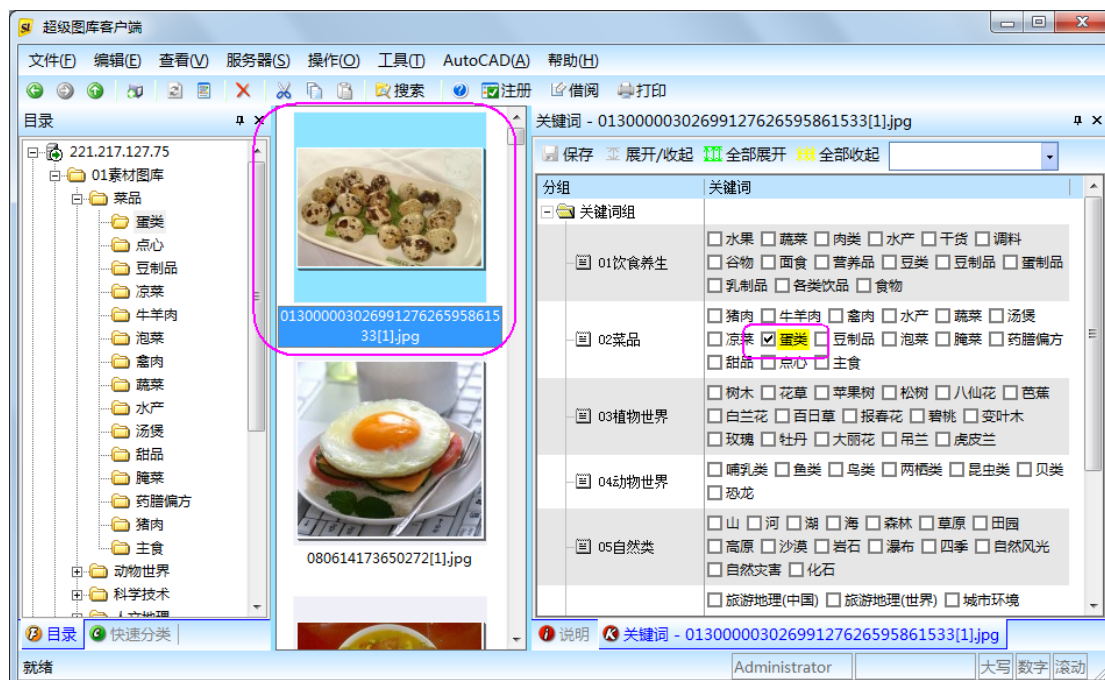 SL 超级图库客户端
文件(F) 编辑(E) 查看(V) 服务器(S) 操作(O) 工具(T) AutoCAD(A) 帮助(H)
搜索 注册 借阅 打印
目录
221.217.127.75
01素材图库
菜品
蛋类
点心
豆制品
凉菜
牛羊肉
泡菜
禽肉
蔬菜
水产
汤煲
甜品
腌菜
药膳偏方
猪肉
主食
动物世界
科学技术
人文地理
目录 快速分类
013000003026991276265958615
33[1].jpg
080614173650272[1].jpg
关键词 - 01300000302699127626595861533[1].jpg
保存 展开/收起 全部展开 全部收起
分组 关键词
关键词组
01饮食养生
水果 蔬菜 肉类 水产 干货 调料
谷物 面食 营养品 豆类 豆制品 蛋制品
乳制品 各类饮品 食物
02菜品
猪肉 牛羊肉 禽肉 水产 蔬菜 汤煲
凉菜 蛋类 豆制品 泡菜 腌菜 药膳偏方
甜品 点心 主食
03植物世界
树木 花草 苹果树 松树 八仙花 芭蕉
白兰花 百日草 报春花 碧桃 变叶木
玫瑰 牡丹 大丽花 吊兰 虎皮兰
04动物世界
哺乳类 鱼类 鸟类 两栖类 昆虫类 贝类
恐龙
05自然类
山 河 湖 海 森林 草原 田园
高原 沙漠 岩石 瀑布 四季 自然风光
自然灾害 化石
旅游地理(中国) 旅游地理(世界) 城市环境
说明 关键词 - 01300000302699127626595861533[1].jpg
就绪 Administrator 大写 数字 滚动